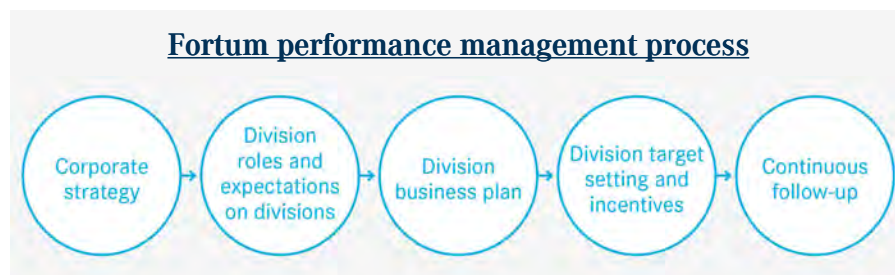 Fortum performance management process
Corporate
strategy
Division
roles and
expectations
on divisions
Division
business plan
Division target
setting and
incentives
Continuous
follow-up